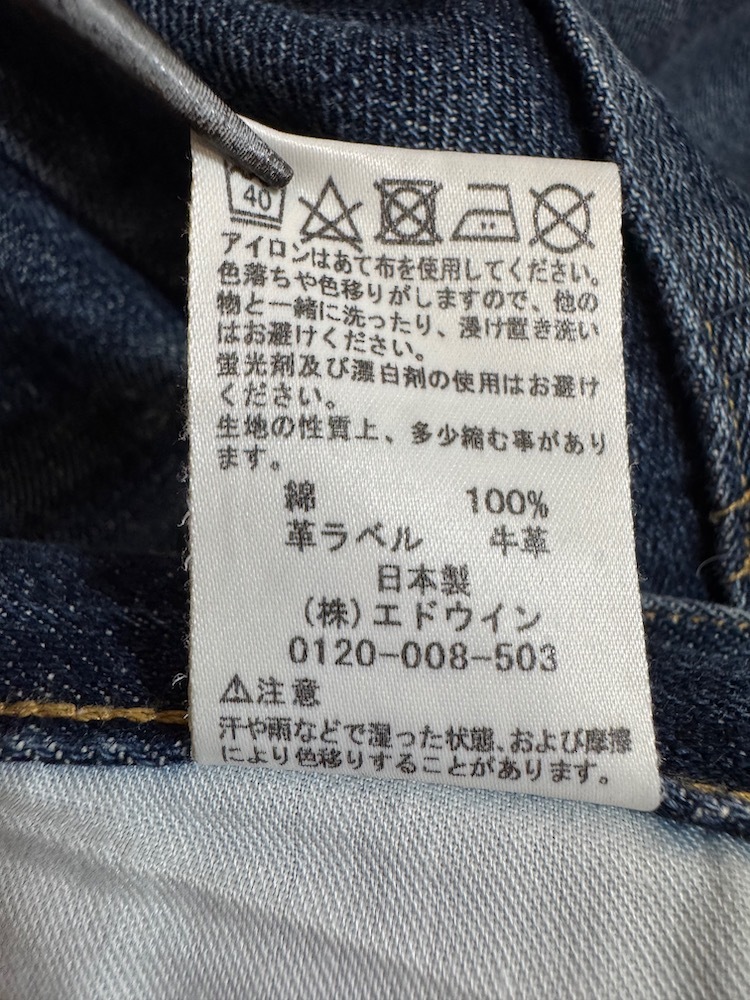 40
アイロンはあて布を使用してください。
色落ちや色移りがしますので、他の
物と一緒に洗ったり、浸け置き洗い
はお避けください。
蛍光剤及び漂白剤の使用はお避け
ください。
生地の性質上、多少縮む事があり
ます。
綿 100%
革ラベル 牛革
日本製
(株)エドウイン
0120-008-503
⚠注意
汗や雨などで湿った状態、および摩擦
により色移りすることがあります。